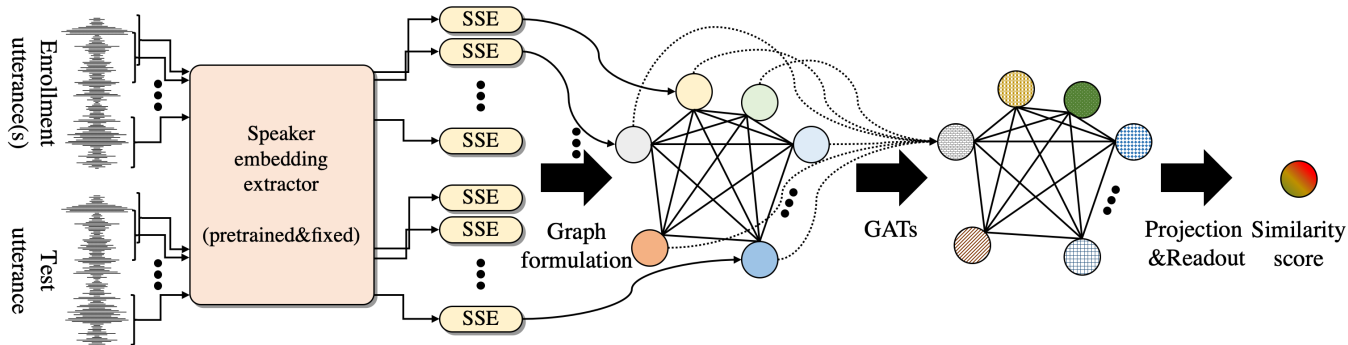 Enrollment
utterance(s)
Test
utterance
Speaker
embedding
extractor
(pretrained&fixed)
SSE
SSE
SSE
SSE
SSE
SSE
Graph
formulation
GATs
Projection
&Readout
Similarity
score